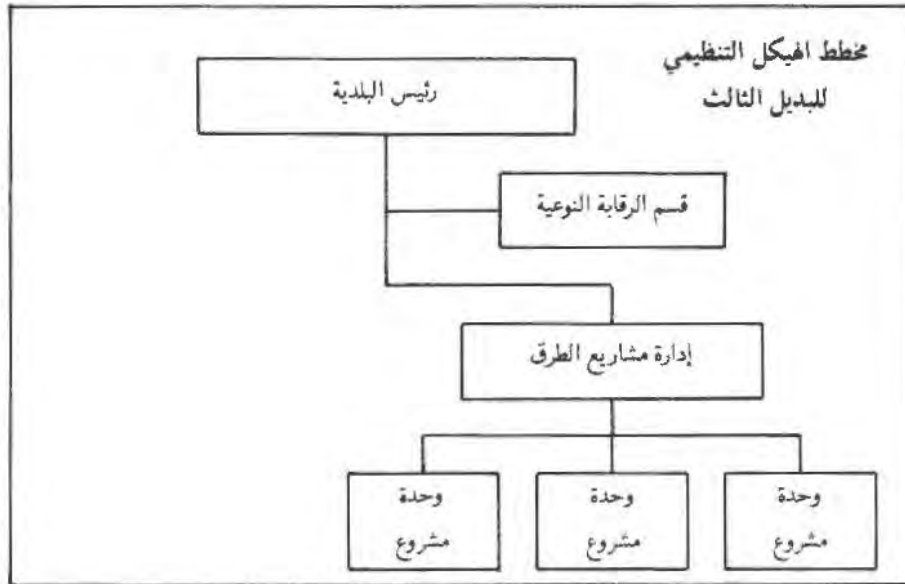 مخطط الهيكل التنظيمي
للبديل الثالث
رئيس البلدية
قسم الرقابة النوعية
إدارة مشاريع الطرق
وحدة
مشروع
وحدة
مشروع
وحدة
مشروع